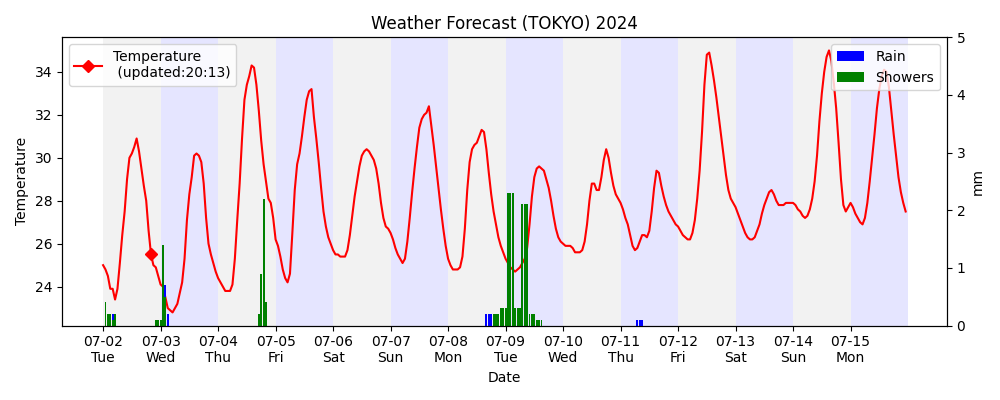 Weather Forecast (TOKYO) 2024
Temperature
(updated:20:13)
Rain
Showers
Temperature
34
32
30
28
26
24
5
4
3
2
1
0
mm
07-02 07-03 07-04 07-05 07-06 07-07 07-08 07-09 07-10 07-11 07-12 07-13 07-14 07-15
Tue Wed Thu Fri Sat Sun Mon Tue Wed Thu Fri Sat Sun Mon
Date